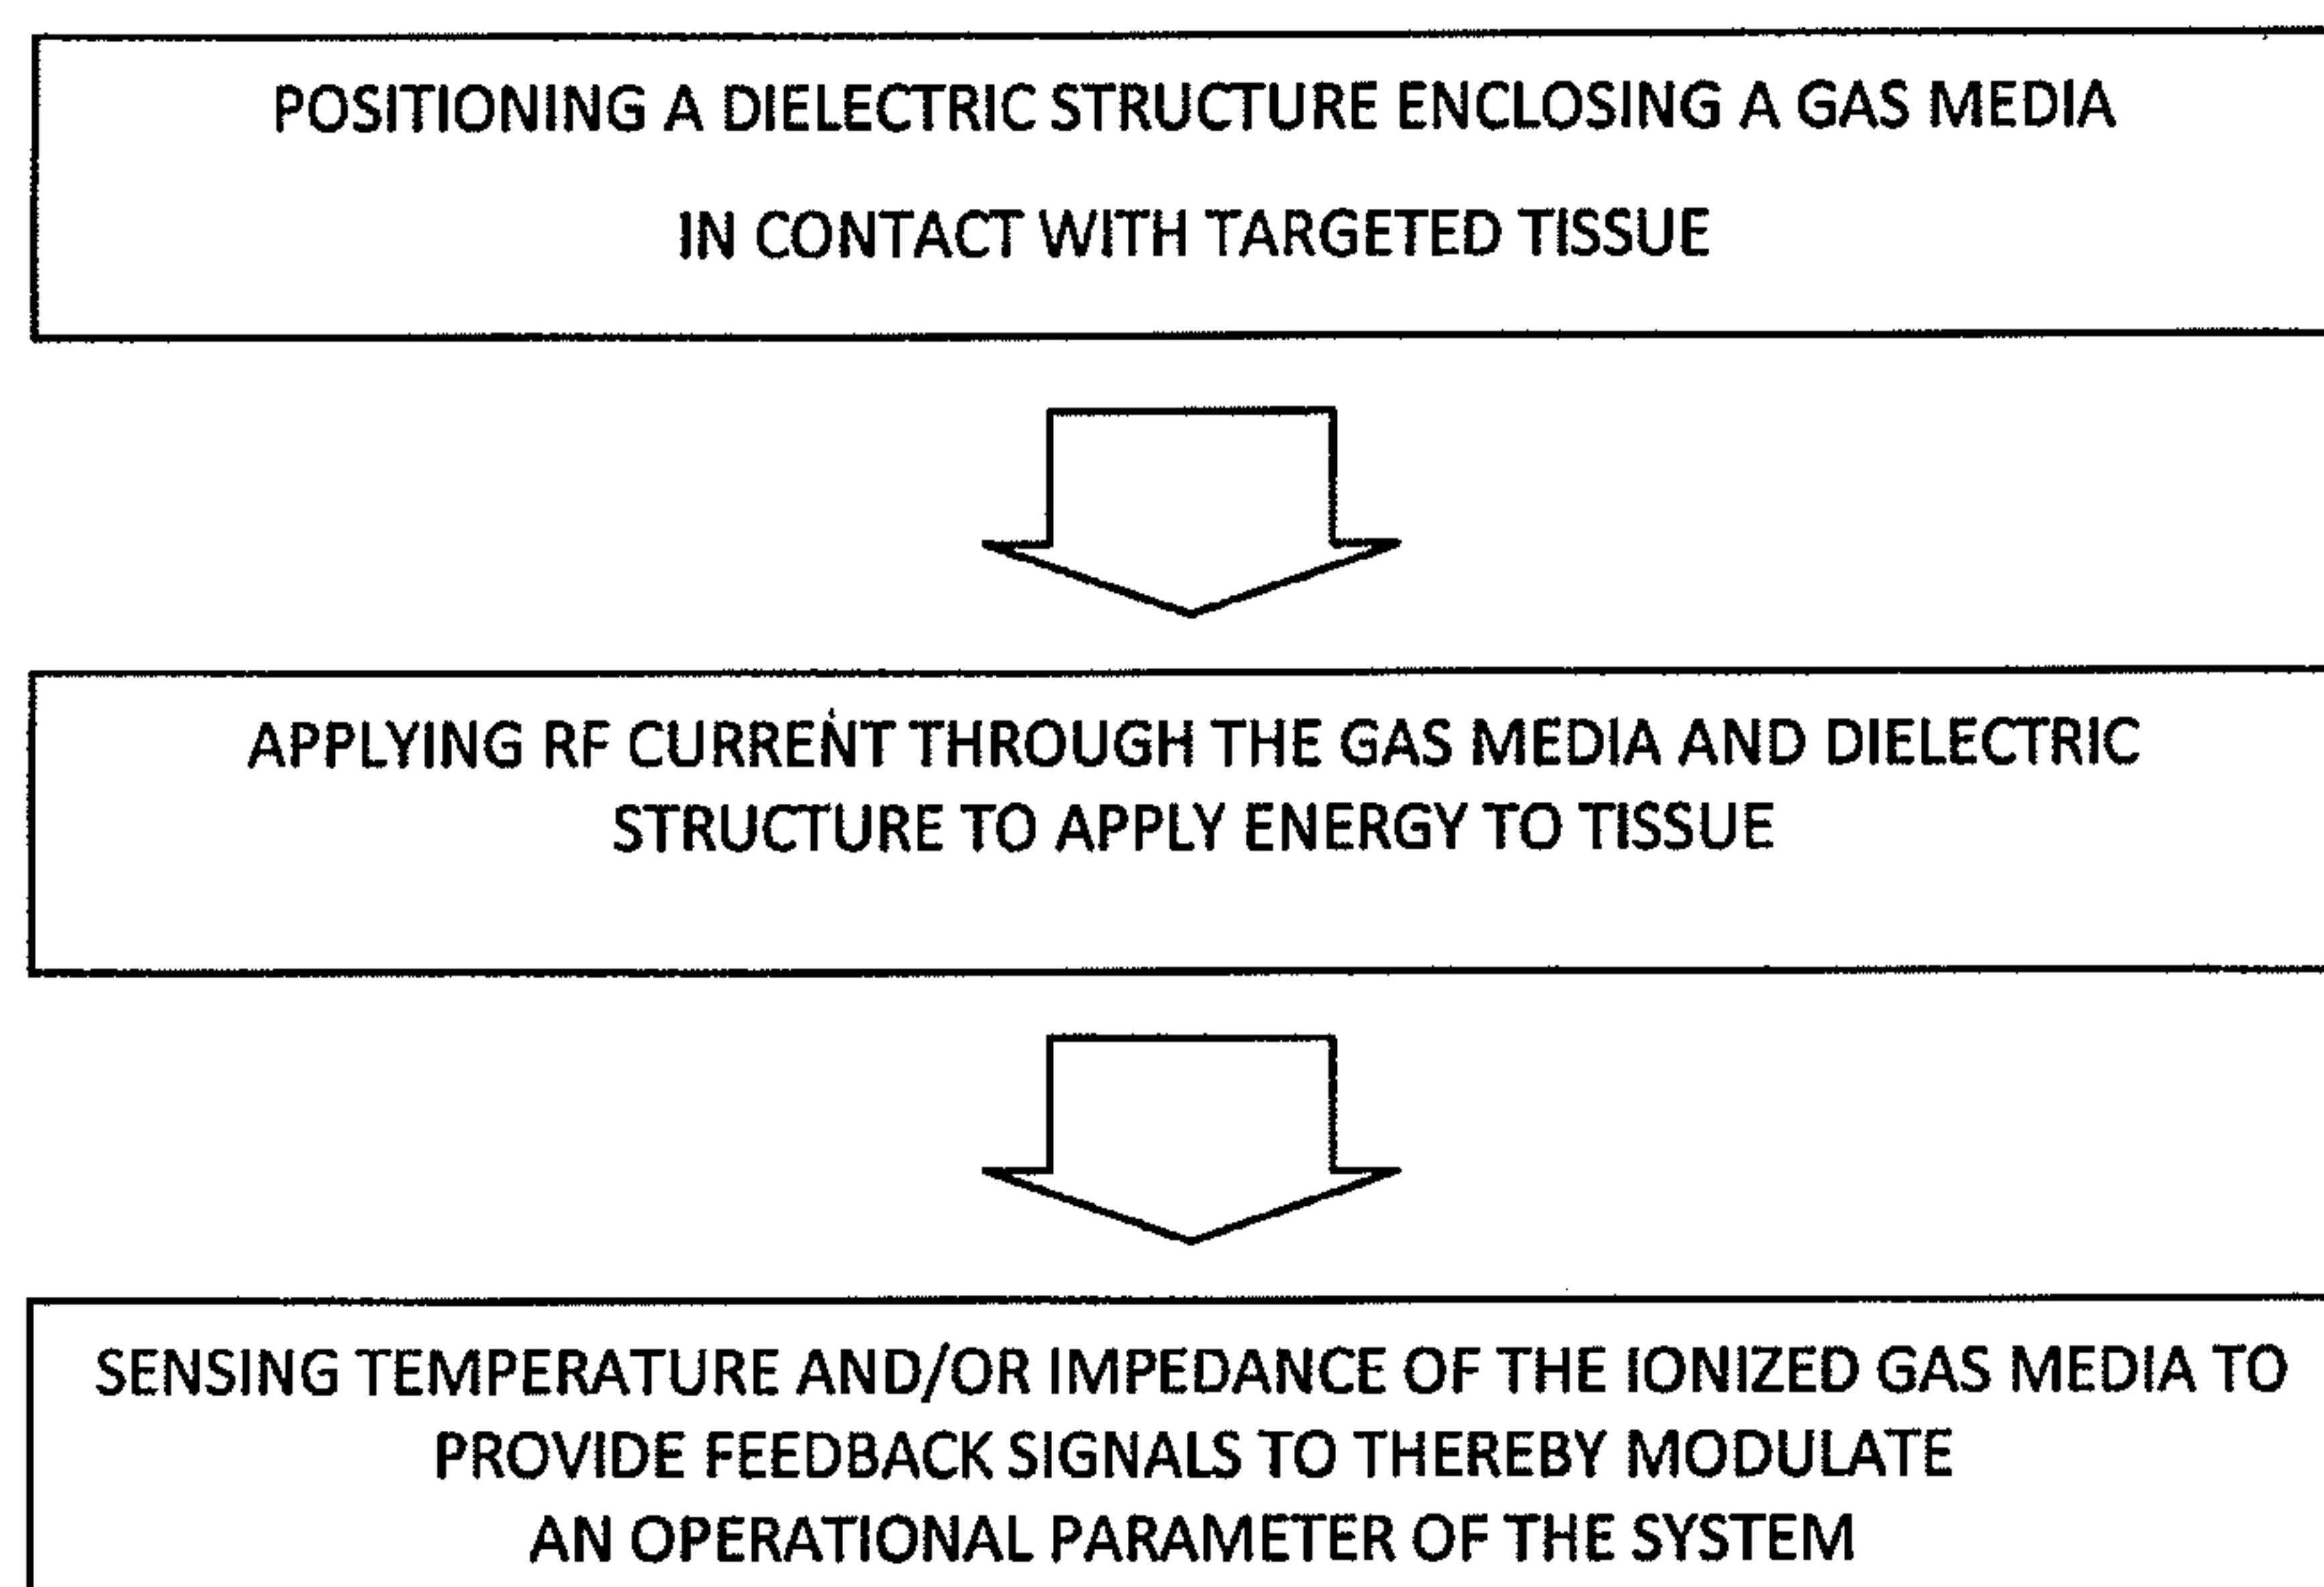 POSITIONING A DIELECTRIC STRUCTURE ENCLOSING A GAS MEDIA
IN CONTACT WITH TARGETED TISSUE
APPLYING RF CURRENT THROUGH THE GAS MEDIA AND DIELECTRIC
STRUCTURE TO APPLY ENERGY TO TISSUE
SENSING TEMPERATURE AND/OR IMPEDANCE OF THE IONIZED GAS MEDIA TO
PROVIDE FEEDBACK SIGNALS TO THEREBY MODULATE
AN OPERATIONAL PARAMETER OF THE SYSTEM